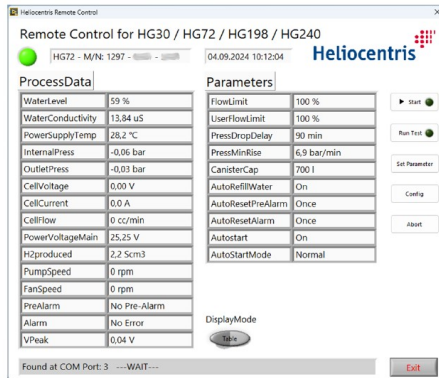 Heliocentris Remote Control
Remote Control for HG30 / HG72 / HG198 / HG240
HG72 - M/N: 1297 -
04.09.2024 10:12:04
Heliocentris
ProcessData
WaterLevel 59 %
WaterConductivity 13,84 uS
PowerSupplyTemp 28,2 °C
InternalPress -0,06 bar
OutletPress -0,03 bar
CellVoltage 0,00 V
CellCurrent 0,0 A
CellFlow 0 cc/min
PowerVoltageMain 25,25 V
H2produced 2,2 Scm3
PumpSpeed 0 rpm
FanSpeed 0 rpm
PreAlarm No Pre-Alarm
Alarm No Error
VPeak 0,04 V
Parameters
FlowLimit 100 %
UserFlowLimit 100 %
PressDropDelay 90 min
PressMinRise 6,9 bar/min
CanisterCap 700 l
AutoRefillWater On
AutoResetPreAlarm Once
AutoResetAlarm Once
Autostart On
AutoStartMode Normal
DisplayMode
Table
Start
Run Test
Set Parameter
Config
Abort
Found at COM Port: 3 ---WAIT---
Exit